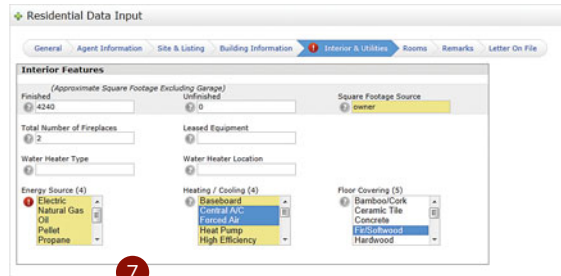 Residential Data Input
General Agent Information Site & Listing Building Information Interior & Utilities Rooms Remarks Letter On File
Interior Features
(Approximate Square Footage Excluding Garage)
Finished Unfinished Square Footage Source
4240 0 owner
Total Number of Fireplaces Leased Equipment
2
Water Heater Type Water Heater Location
Energy Source (4) Heating / Cooling (4) Floor Covering (5)
Electric Baseboard Bamboo/Cork
Natural Gas Central A/C Ceramic Tile
Oil Forced Air Concrete
Pellet Heat Pump Fir/Softwood
Propane High Efficiency Hardwood
7